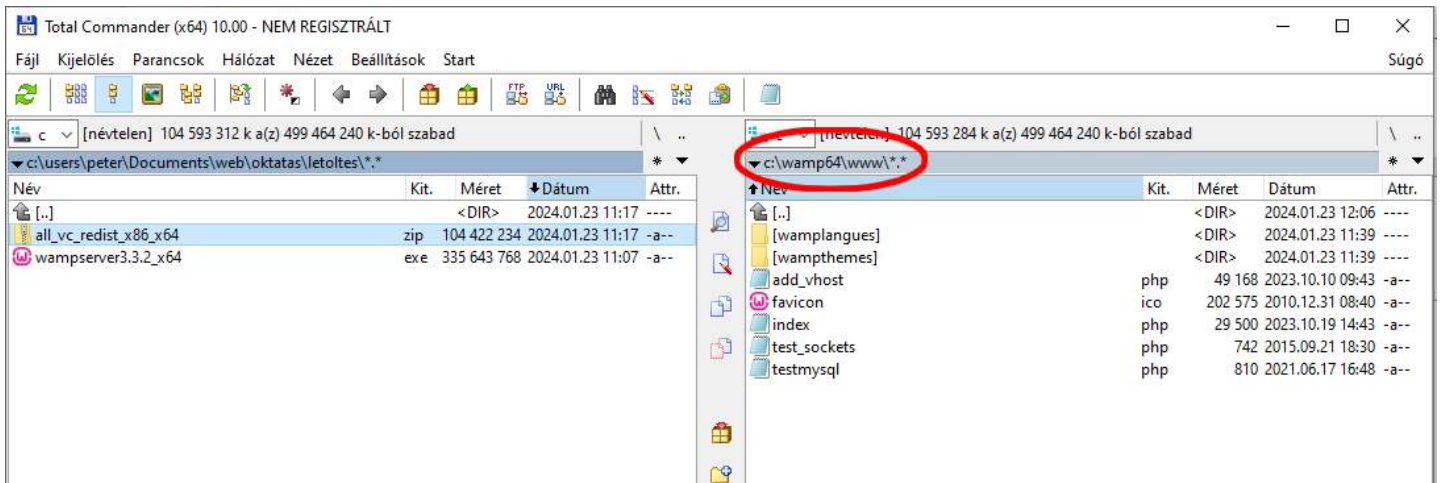 Total Commander (x64) 10.00 - NEM REGISZTRÁLT
Fájl Kijelölés Parancsok Hálózat Nézet Beállítások Start Súgó
FTP URL
c [névtelen] 104 593 312 k a(z) 499 464 240 k-ból szabad \ ..
c:\users\peter\Documents\web\oktatas\letoltes\*.* *
Név Kit. Méret Dátum Attr.
[..] <DIR> 2024.01.23 11:17 ----
all_vc_redist_x86_x64 zip 104 422 234 2024.01.23 11:17 -a--
wampserver3.3.2_x64 exe 335 643 768 2024.01.23 11:07 -a--
c [névtelen] 104 593 284 k a(z) 499 464 240 k-ból szabad \ ..
c:\wamp64\www\*.* *
Név Kit. Méret Dátum Attr.
[..] <DIR> 2024.01.23 12:06 ----
[wamplangues] <DIR> 2024.01.23 11:39 ----
[wampthemes] <DIR> 2024.01.23 11:39 ----
add_vhost php 49 168 2023.10.10 09:43 -a--
favicon ico 202 575 2010.12.31 08:40 -a--
index php 29 500 2023.10.19 14:43 -a--
test_sockets php 742 2015.09.21 18:30 -a--
testmysql php 810 2021.06.17 16:48 -a--